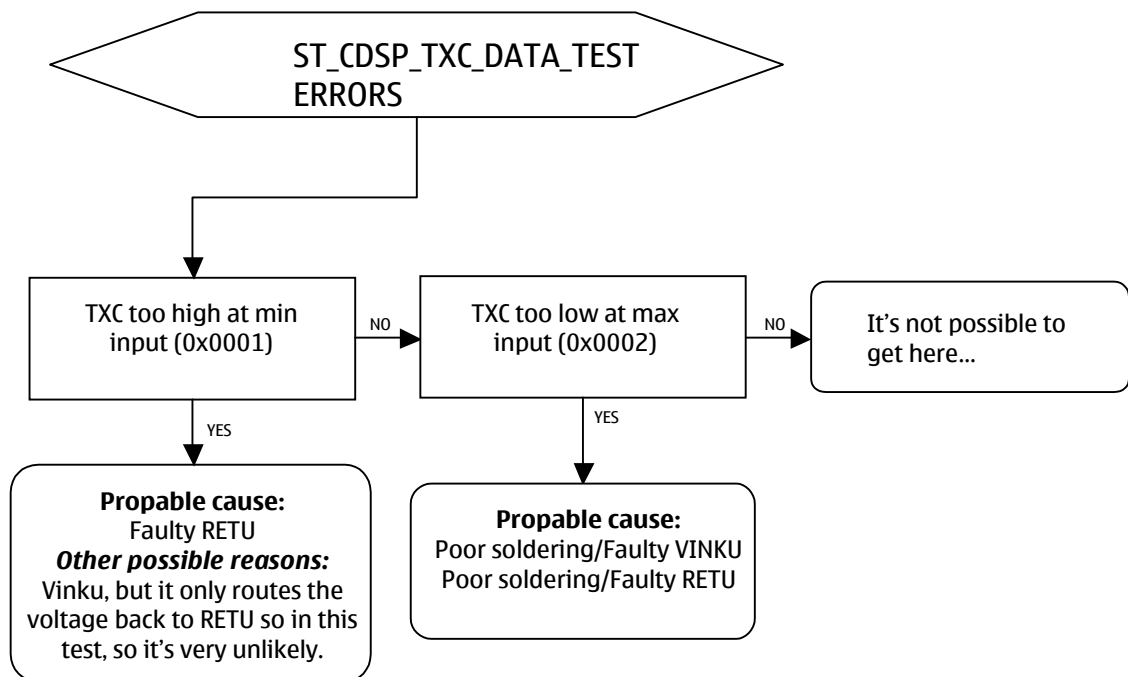 ST_CDSP_TXC_DATA_TEST
ERRORS
TXC too high at min
input (0x0001)
NO
TXC too low at max
input (0x0002)
NO
It's not possible to
get here...
YES
YES
Propable cause:
Faulty RETU
Other possible reasons:
Vinku, but it only routes the
voltage back to RETU so in this
test, so it's very unlikely.
Propable cause:
Poor soldering/Faulty VINKU
Poor soldering/Faulty RETU